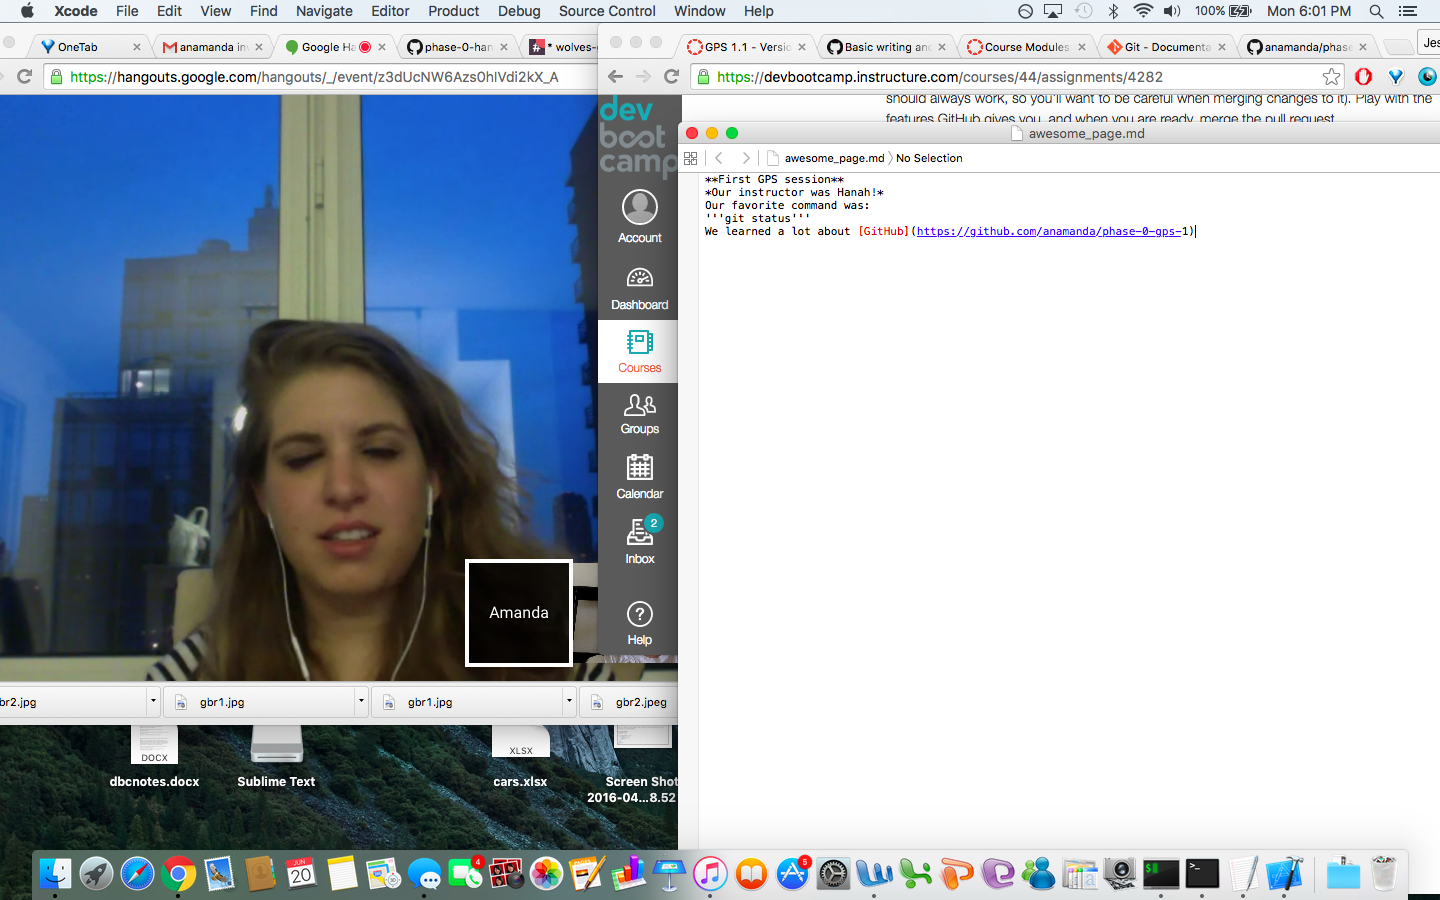 Xcode File Edit View Find Navigate Editor Product Debug Source Control Window Help 100% Mon 6:01 PM
OneTab
anamanda inv
Google Ha
phase-0-han
* wolves-
https://hangouts.google.com/hangouts/_/event/z3dUcNW6Azs0hlVdi2kX_A
GPS 1.1 - Versio
Basic writing and
Course Modules
Git - Documenta
anamanda/phase
Jes
https://devbootcamp.instructure.com/courses/44/assignments/4282
dev
bootcamp
Account
Dashboard
Courses
Groups
Calendar
2
Inbox
Help
should always work, so you'll want to be careful when merging changes to it). Play with the
features GitHub gives you, and when you are ready, merge the pull request
awesome_page.md
awesome_page.md No Selection
**First GPS session**
*Our instructor was Hanah!*
Our favorite command was:
'''git status'''
We learned a lot about [GitHub](https://github.com/anamanda/phase-0-gps-1)
Amanda
br2.jpg
gbr1.jpg
gbr1.jpg
gbr2.jpeg
DOCX
dbcnotes.docx
Sublime Text
XLSX
cars.xlsx
Screen Shot
2016-04...8.52
JUN
20
4
5